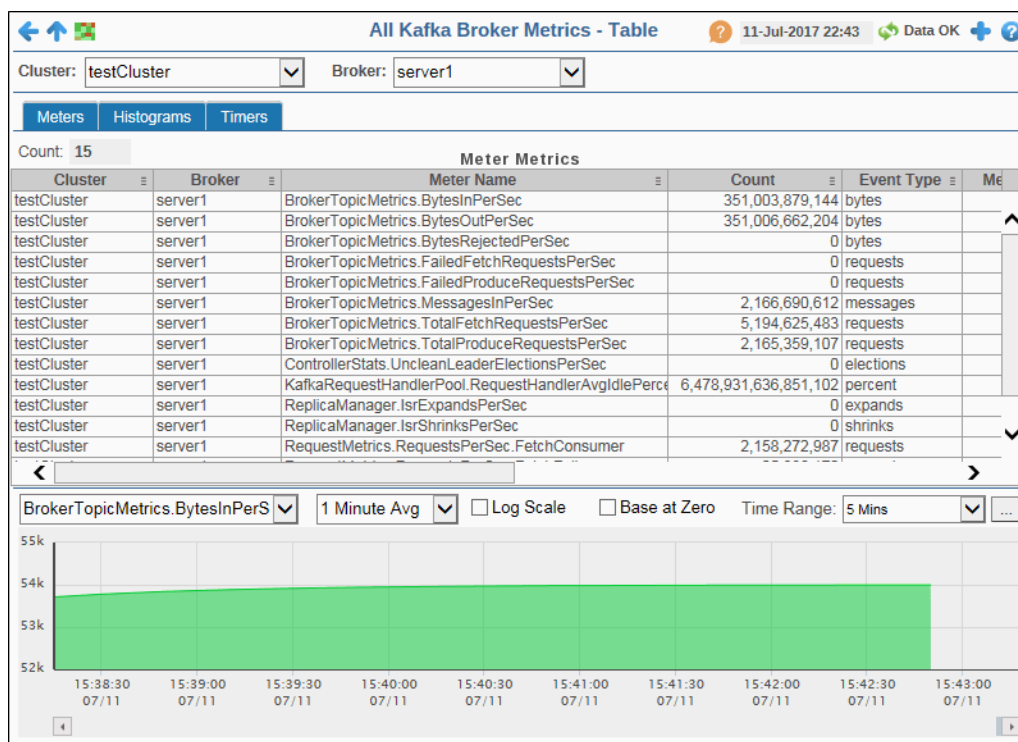 All Kafka Broker Metrics - Table ? 11-Jul-2017 22:43 Data OK ?
Cluster: testCluster Broker: server1
Meters Histograms Timers
Count: 15
Meter Metrics
Cluster Broker Meter Name Count Event Type Me
testCluster server1 BrokerTopicMetrics.BytesInPerSec 351,003,879,144 bytes
testCluster server1 BrokerTopicMetrics.BytesOutPerSec 351,006,662,204 bytes
testCluster server1 BrokerTopicMetrics.BytesRejectedPerSec 0 bytes
testCluster server1 BrokerTopicMetrics.FailedFetchRequestsPerSec 0 requests
testCluster server1 BrokerTopicMetrics.FailedProduceRequestsPerSec 0 requests
testCluster server1 BrokerTopicMetrics.MessagesInPerSec 2,166,690,612 messages
testCluster server1 BrokerTopicMetrics.TotalFetchRequestsPerSec 5,194,625,483 requests
testCluster server1 BrokerTopicMetrics.TotalProduceRequestsPerSec 2,165,359,107 requests
testCluster server1 ControllerStats.UncleanLeaderElectionsPerSec 0 elections
testCluster server1 KafkaRequestHandlerPool.RequestHandlerAvgIdlePerce 6,478,931,636,851,102 percent
testCluster server1 ReplicaManager.IsrExpandsPerSec 0 expands
testCluster server1 ReplicaManager.IsrShrinksPerSec 0 shrinks
testCluster server1 RequestMetrics.RequestsPerSec.FetchConsumer 2,158,272,987 requests
BrokerTopicMetrics.BytesInPerS 1 Minute Avg Log Scale Base at Zero Time Range: 5 Mins ...
55k
54k
53k
52k
15:38:30 15:39:00 15:39:30 15:40:00 15:40:30 15:41:00 15:41:30 15:42:00 15:42:30 15:43:00
07/11 07/11 07/11 07/11 07/11 07/11 07/11 07/11 07/11 07/11